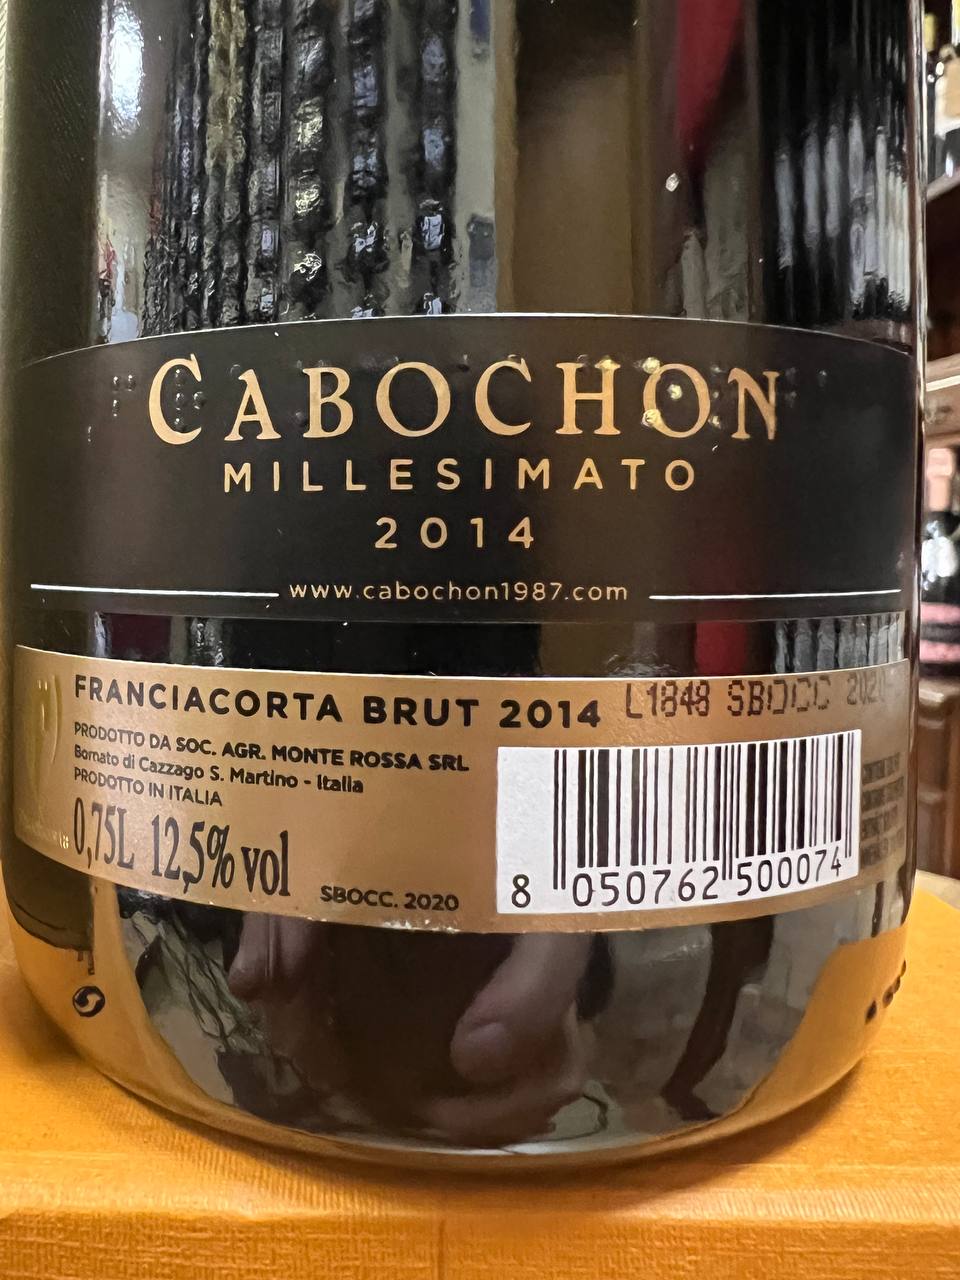 CABOCHON
MILLESIMATO
2014
www.cabochon1987.com
FRANCIACORTA BRUT 2014
L1848 SBOCC 2020
PRODOTTO DA SOC. AGR. MONTE ROSSA SRL
Bornato di Cazzago S. Martino - Italia
PRODOTTO IN ITALIA
0,75L 12,5% vol
SBOCC. 2020
8 050762 500074